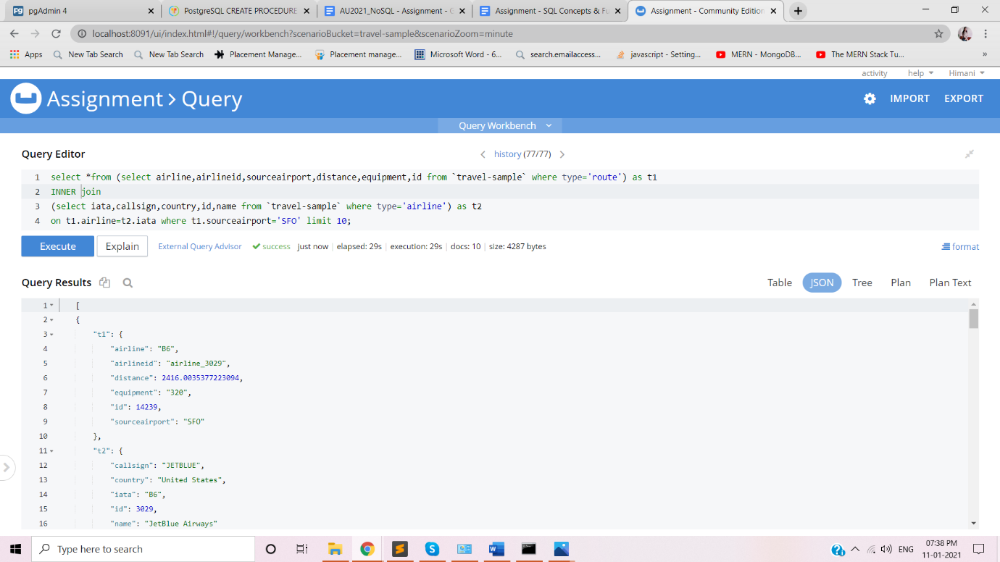 pgAdmin 4
PostgreSQL CREATE PROCEDURE
AU2021_NoSQL - Assignment - G
Assignment - SQL Concepts & Fu
Assignment - Community Edition
localhost:8091/ui/index.html#!/query/workbench?scenarioBucket=travel-sample&scenarioZoom=minute
Apps
New Tab Search
New Tab Search
Placement Manage...
Placement manage...
Microsoft Word - 6...
search.emailaccess...
javascript - Setting...
MERN - MongoDB...
The MERN Stack Tu...
»
activity
help
Himani
Assignment > Query
IMPORT
EXPORT
Query Workbench
Query Editor
< history (77/77) >
1 select *from (select airline,airlineid,sourceairport,distance,equipment,id from `travel-sample` where type='route') as t1
2 INNER join
3 (select iata,callsign,country,id,name from `travel-sample` where type='airline') as t2
4 on t1.airline=t2.iata where t1.sourceairport='SFO' limit 10;
Execute
Explain
External Query Advisor
success just now | elapsed: 29s | execution: 29s | docs: 10 | size: 4287 bytes
format
Query Results
Table
JSON
Tree
Plan
Plan Text
1 [
2 {
3 "t1": {
4 "airline": "B6",
5 "airlineid": "airline_3029",
6 "distance": 2416.0035377223094,
7 "equipment": "320",
8 "id": 14239,
9 "sourceairport": "SFO"
10 },
11 "t2": {
12 "callsign": "JETBLUE",
13 "country": "United States",
14 "iata": "B6",
15 "id": 3029,
16 "name": "JetBlue Airways"
Type here to search
ENG
07:38 PM
11-01-2021